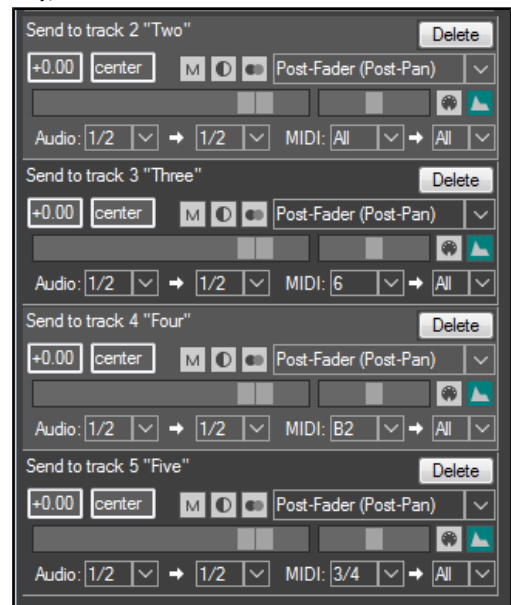 Send to track 2 "Two" Delete
+0.00 center M Post-Fader (Post-Pan)
Audio: 1/2 → 1/2 MIDI: All → All
Send to track 3 "Three" Delete
+0.00 center M Post-Fader (Post-Pan)
Audio: 1/2 → 1/2 MIDI: 6 → All
Send to track 4 "Four" Delete
+0.00 center M Post-Fader (Post-Pan)
Audio: 1/2 → 1/2 MIDI: B2 → All
Send to track 5 "Five" Delete
+0.00 center M Post-Fader (Post-Pan)
Audio: 1/2 → 1/2 MIDI: 3/4 → All